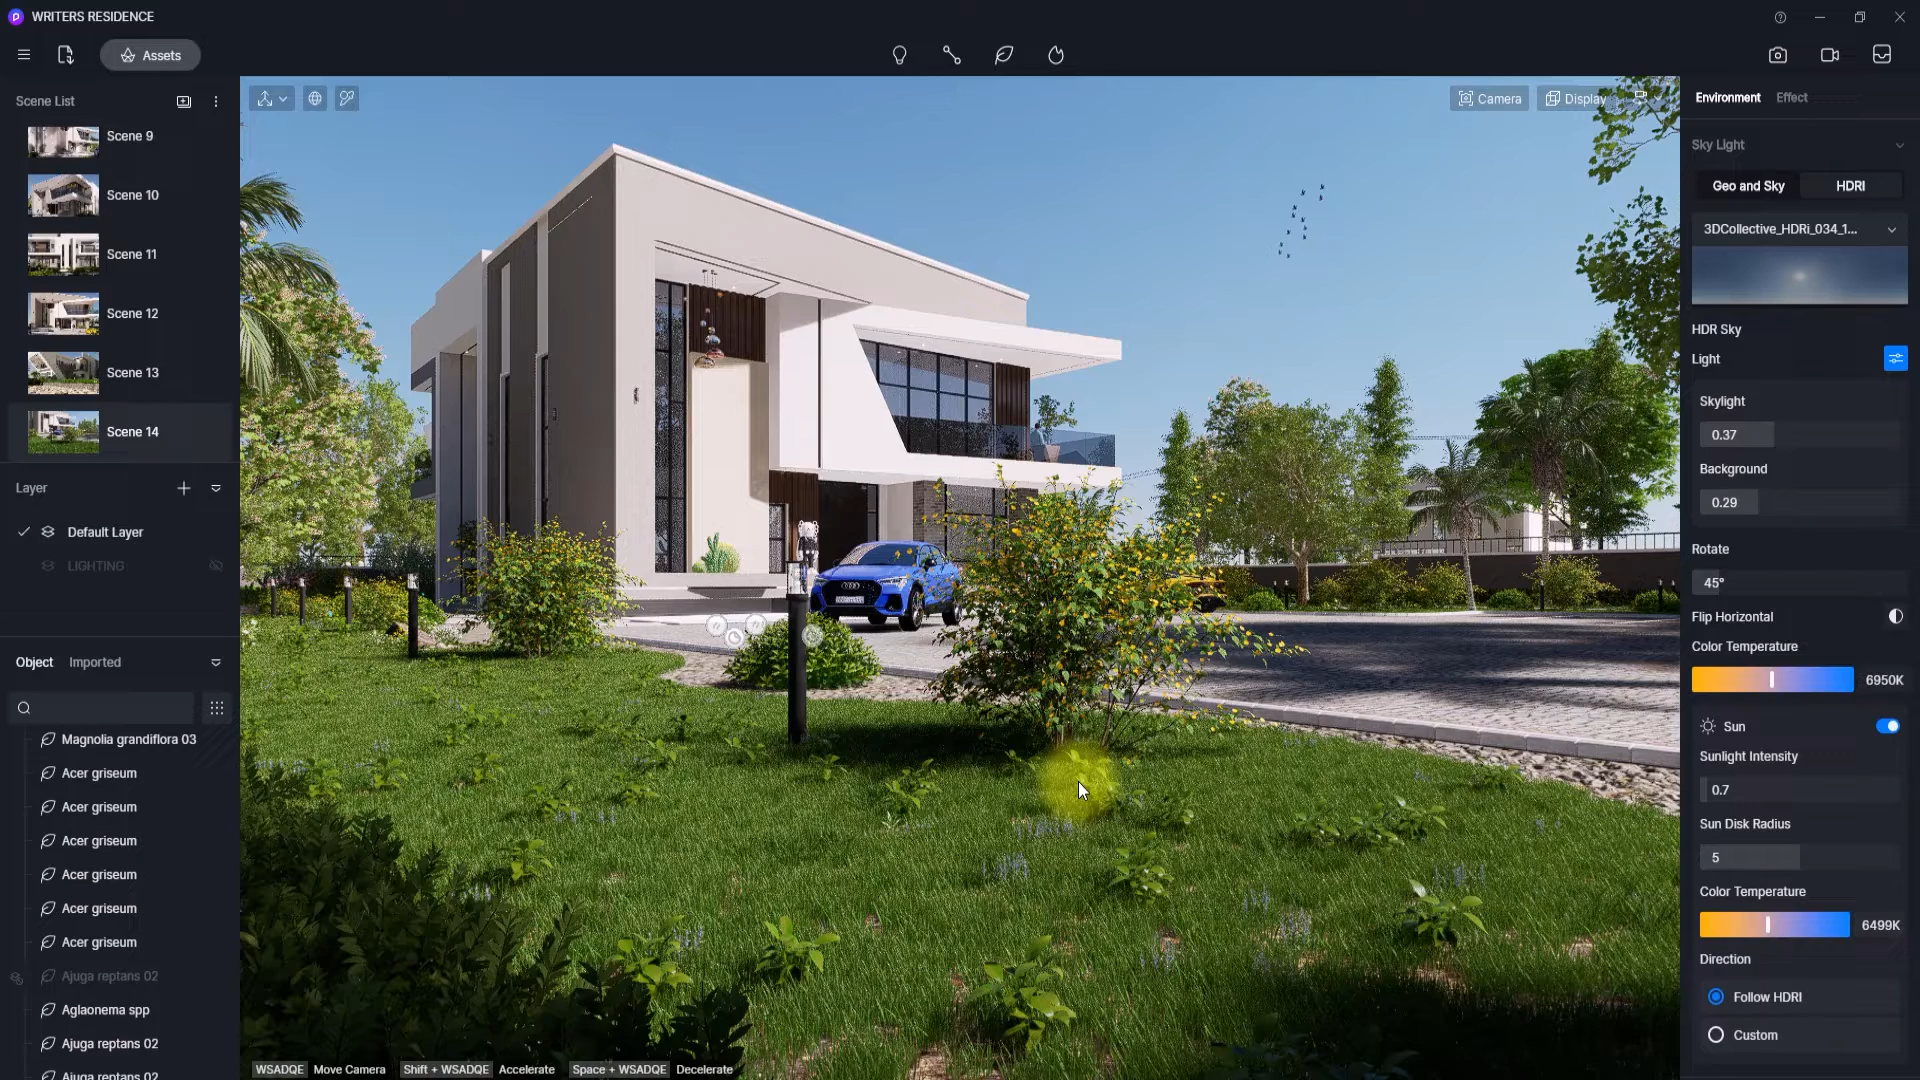 WRITERS RESIDENCE
Assets
Scene List
Scene 9
Scene 10
Scene 11
Scene 12
Scene 13
Scene 14
Layer
Default Layer
LIGHTING
Object Imported
Magnolia grandiflora 03
Acer griseum
Acer griseum
Acer griseum
Acer griseum
Acer griseum
Acer griseum
Ajuga reptans 02
Aglaonema spp
Ajuga reptans 02
Ajuga reptans 02
Camera Display
WSADQE Move Camera Shift + WSADQE Accelerate Space + WSADQE Decelerate
Environment Effect
Sky Light
Geo and Sky HDRI
3DCollective_HDRi_034_1...
HDR Sky
Light
Skylight
0.37
Background
0.29
Rotate
45°
Flip Horizontal
Color Temperature
6950K
Sun
Sunlight Intensity
0.7
Sun Disk Radius
5
Color Temperature
6499K
Direction
Follow HDRI
Custom